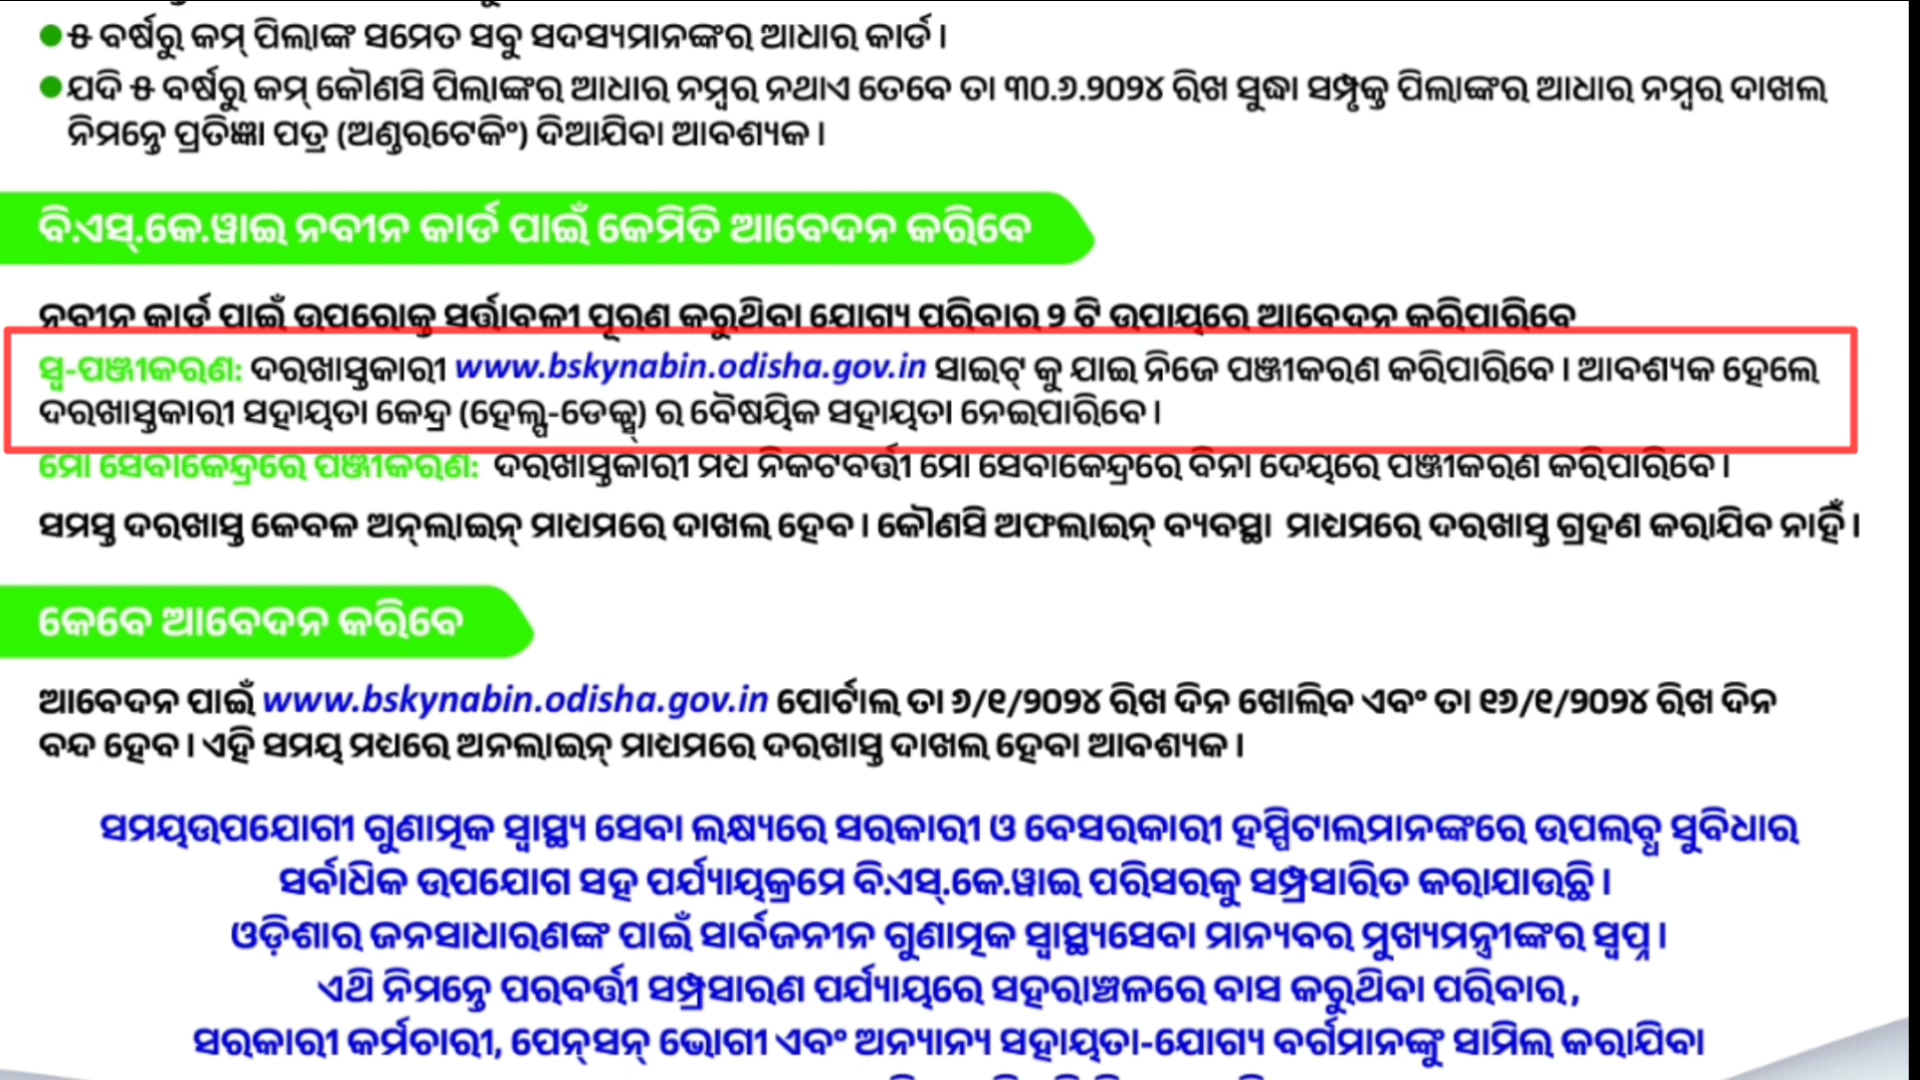 ୫ ବର୍ଷରୁ କମ୍ ପିଲାଙ୍କ ସମେତ ସବୁ ସଦସ୍ୟମାନଙ୍କର ଆଧାର କାର୍ଡ ।
ଯଦି ୫ ବର୍ଷରୁ କମ୍ କୌଣସି ପିଲାଙ୍କର ଆଧାର ନମ୍ବର ନଥାଏ ତେବେ ତା ୩୦.୬.୨୦୨୪ ରିଖ ସୁଦ୍ଧା ସମ୍ପୃକ୍ତ ପିଲାଙ୍କର ଆଧାର ନମ୍ବର ଦାଖଲ
ନିମନ୍ତେ ପ୍ରତିଜ୍ଞା ପତ୍ର (ଅଣ୍ଡରଟେକିଂ) ଦିଆଯିବା ଆବଶ୍ୟକ ।
ବି.ଏସ୍.କେ.ୱାଇ ନବୀନ କାର୍ଡ ପାଇଁ କେମିତି ଆବେଦନ କରିବେ
ନବୀନ କାର୍ଡ ପାଇଁ ଉପରୋକ୍ତ ସର୍ତ୍ତାବଳୀ ପୂରଣ କରୁଥିବା ଯୋଗ୍ୟ ପରିବାର ୨ ଟି ଉପାୟରେ ଆବେଦନ କରିପାରିବେ
ସ୍ୱ-ପଞ୍ଜୀକରଣ: ଦରଖାସ୍ତକାରୀ www.bskynabin.odisha.gov.in ସାଇଟ୍ କୁ ଯାଇ ନିଜେ ପଞ୍ଜୀକରଣ କରିପାରିବେ । ଆବଶ୍ୟକ ହେଲେ
ଦରଖାସ୍ତକାରୀ ସହାୟତା କେନ୍ଦ୍ର (ହେଲ୍ପ-ଡେସ୍କ୍) ର ବୈଷୟିକ ସହାୟତା ନେଇପାରିବେ ।
ମୋ ସେବାକେନ୍ଦ୍ରରେ ପଞ୍ଜୀକରଣ: ଦରଖାସ୍ତକାରୀ ମଧ୍ୟ ନିକଟବର୍ତ୍ତୀ ମୋ ସେବାକେନ୍ଦ୍ରରେ ବିନା ଦେୟରେ ପଞ୍ଜୀକରଣ କରିପାରିବେ ।
ସମସ୍ତ ଦରଖାସ୍ତ କେବଳ ଅନ୍‌ଲାଇନ୍ ମାଧ୍ୟମରେ ଦାଖଲ ହେବ । କୌଣସି ଅଫଲାଇନ୍ ବ୍ୟବସ୍ଥା ମାଧ୍ୟମରେ ଦରଖାସ୍ତ ଗ୍ରହଣ କରାଯିବ ନାହିଁ ।
କେବେ ଆବେଦନ କରିବେ
ଆବେଦନ ପାଇଁ www.bskynabin.odisha.gov.in ପୋର୍ଟାଲ ତା ୬/୧/୨୦୨୪ ରିଖ ଦିନ ଖୋଲିବ ଏବଂ ତା ୧୬/୧/୨୦୨୪ ରିଖ ଦିନ
ବନ୍ଦ ହେବ । ଏହି ସମୟ ମଧ୍ୟରେ ଅନଲାଇନ୍ ମାଧ୍ୟମରେ ଦରଖାସ୍ତ ଦାଖଲ ହେବା ଆବଶ୍ୟକ ।
ସମୟଉପଯୋଗୀ ଗୁଣାତ୍ମକ ସ୍ୱାସ୍ଥ୍ୟ ସେବା ଲକ୍ଷ୍ୟରେ ସରକାରୀ ଓ ବେସରକାରୀ ହସ୍ପିଟାଲମାନଙ୍କରେ ଉପଲବ୍ଧ ସୁବିଧାର
ସର୍ବାଧିକ ଉପଯୋଗ ସହ ପର୍ଯ୍ୟାୟକ୍ରମେ ବି.ଏସ୍.କେ.ୱାଇ ପରିସରକୁ ସମ୍ପ୍ରସାରିତ କରାଯାଉଛି ।
ଓଡ଼ିଶାର ଜନସାଧାରଣଙ୍କ ପାଇଁ ସାର୍ବଜନୀନ ଗୁଣାତ୍ମକ ସ୍ୱାସ୍ଥ୍ୟସେବା ମାନ୍ୟବର ମୁଖ୍ୟମନ୍ତ୍ରୀଙ୍କର ସ୍ୱପ୍ନ ।
ଏଥି ନିମନ୍ତେ ପରବର୍ତ୍ତୀ ସମ୍ପ୍ରସାରଣ ପର୍ଯ୍ୟାୟରେ ସହରାଞ୍ଚଳରେ ବାସ କରୁଥିବା ପରିବାର,
ସରକାରୀ କର୍ମଚାରୀ, ପେନ୍‌ସନ୍ ଭୋଗୀ ଏବଂ ଅନ୍ୟାନ୍ୟ ସହାୟତା-ଯୋଗ୍ୟ ବର୍ଗମାନଙ୍କୁ ସାମିଲ କରାଯିବା